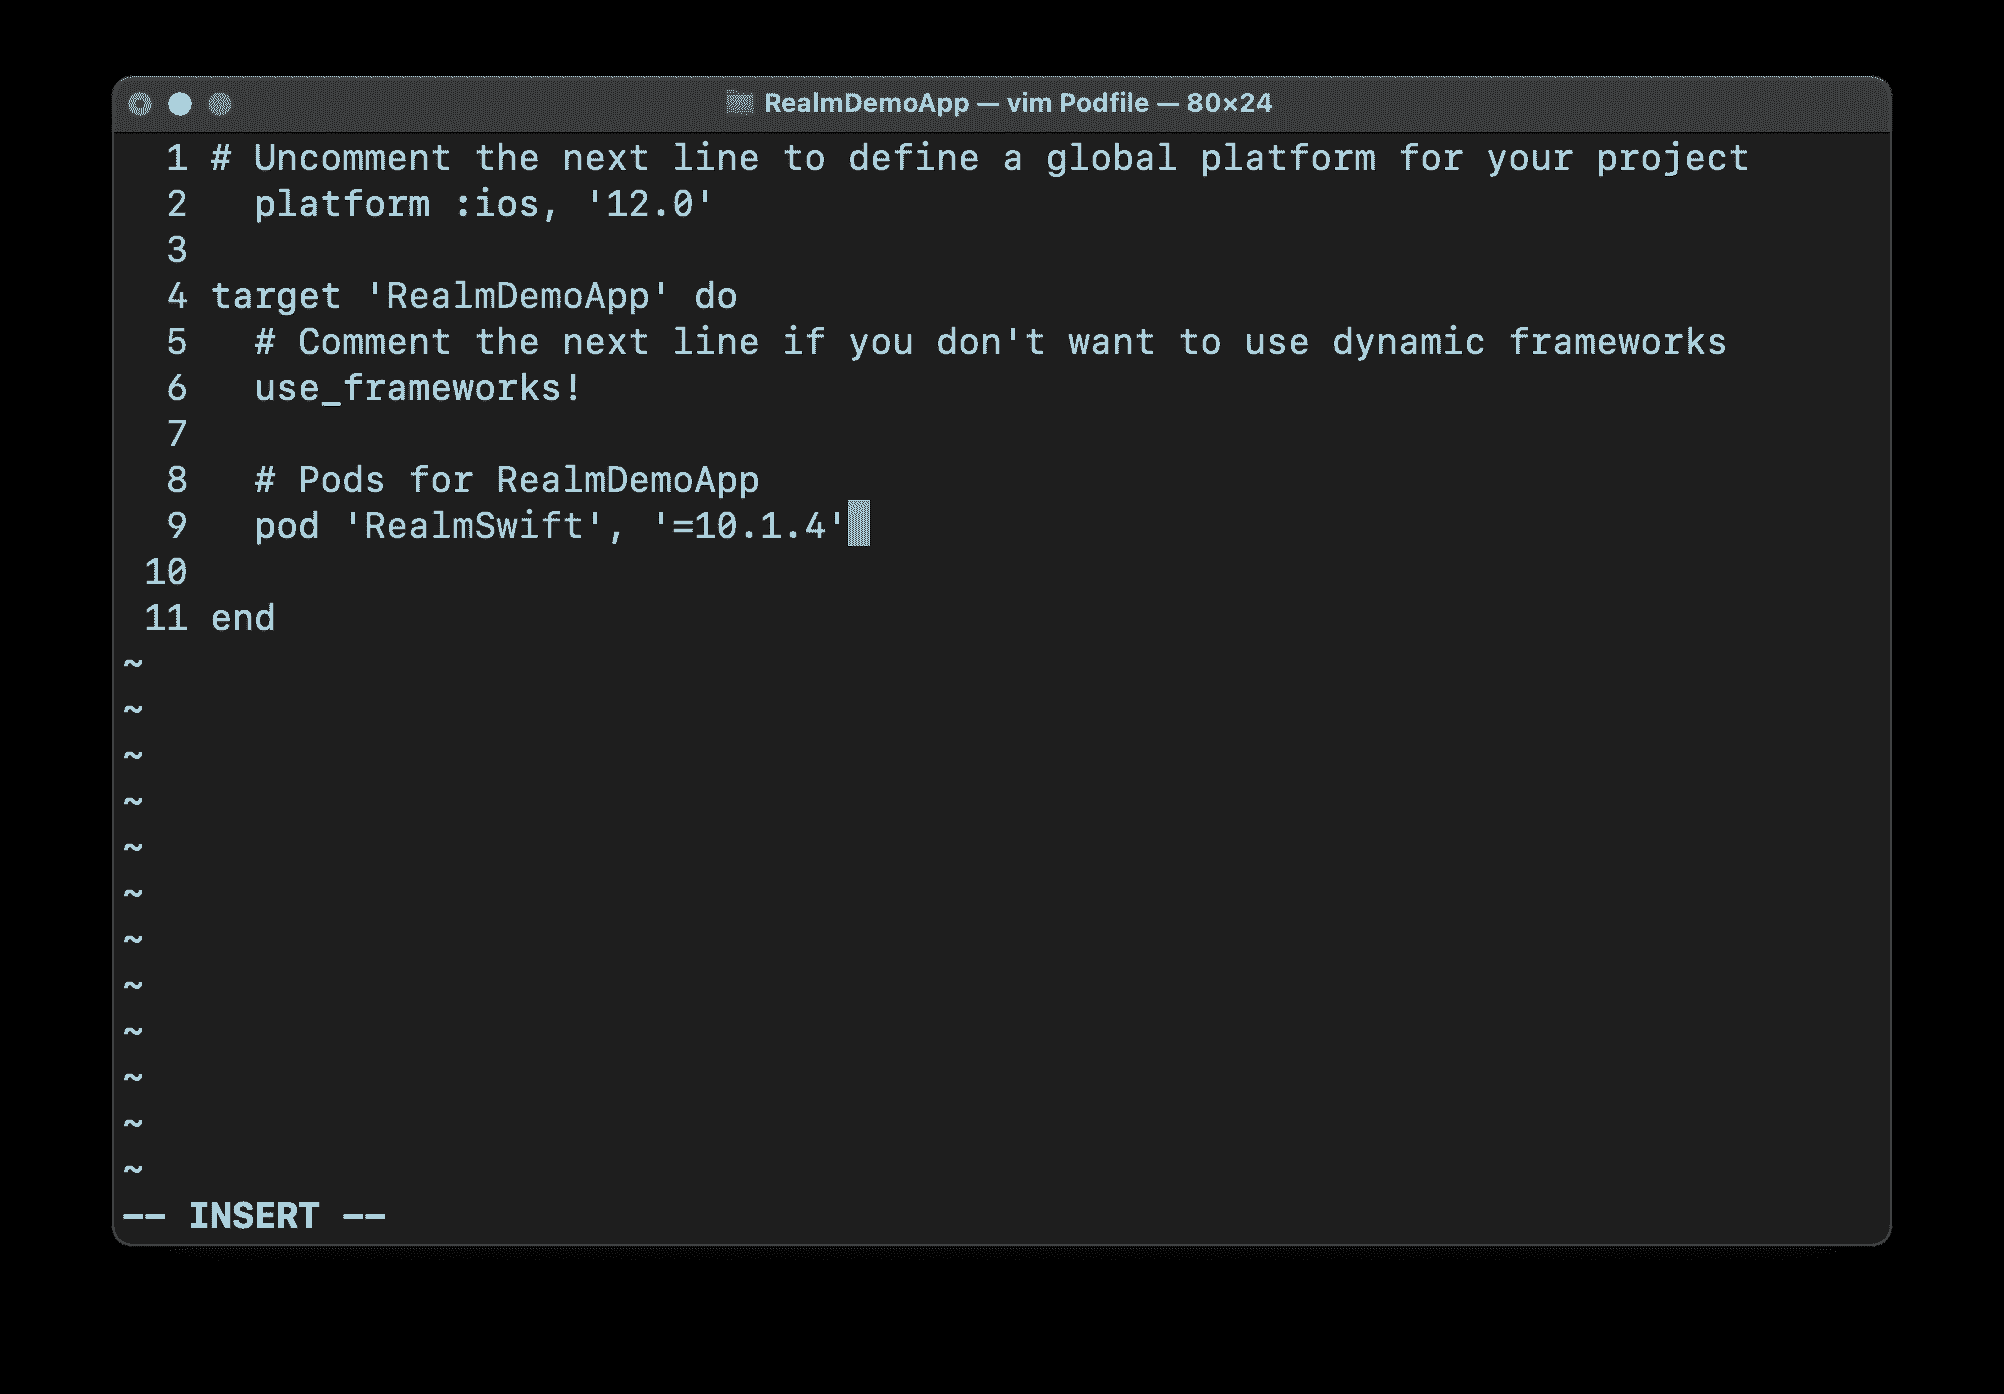 RealmDemoApp — vim Podfile — 80×24
1 # Uncomment the next line to define a global platform for your project
2   platform :ios, '12.0'
3
4 target 'RealmDemoApp' do
5   # Comment the next line if you don't want to use dynamic frameworks
6   use_frameworks!
7
8   # Pods for RealmDemoApp
9   pod 'RealmSwift', '=10.1.4'
10
11 end
~
~
~
~
~
~
~
~
~
~
~
~
-- INSERT --